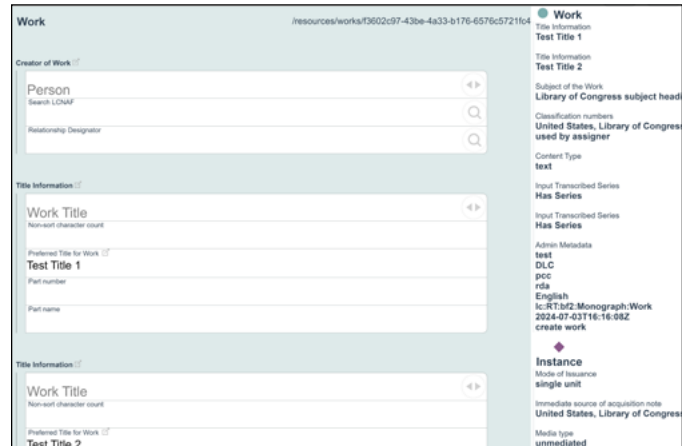 Work
/resources/works/f3602c97-43be-4a33-b176-6576c5721fc4
Creator of Work
Person
Search LCNAF
Relationship Designator
Title Information
Work Title
Non-sort character count
Preferred Title for Work
Test Title 1
Part number
Part name
Title Information
Work Title
Non-sort character count
Preferred Title for Work
Test Title 2
Work
Title Information
Test Title 1
Title Information
Test Title 2
Subject of the Work
Library of Congress subject headi
Classification numbers
United States, Library of Congres
used by assigner
Content Type
text
Input Transcribed Series
Has Series
Input Transcribed Series
Has Series
Admin Metadata
test
DLC
pcc
rda
English
lc:RT:bf2:Monograph:Work
2024-07-03T16:16:08Z
create work
Instance
Mode of Issuance
single unit
Immediate source of acquisition note
United States, Library of Congres
Media type
unmediated